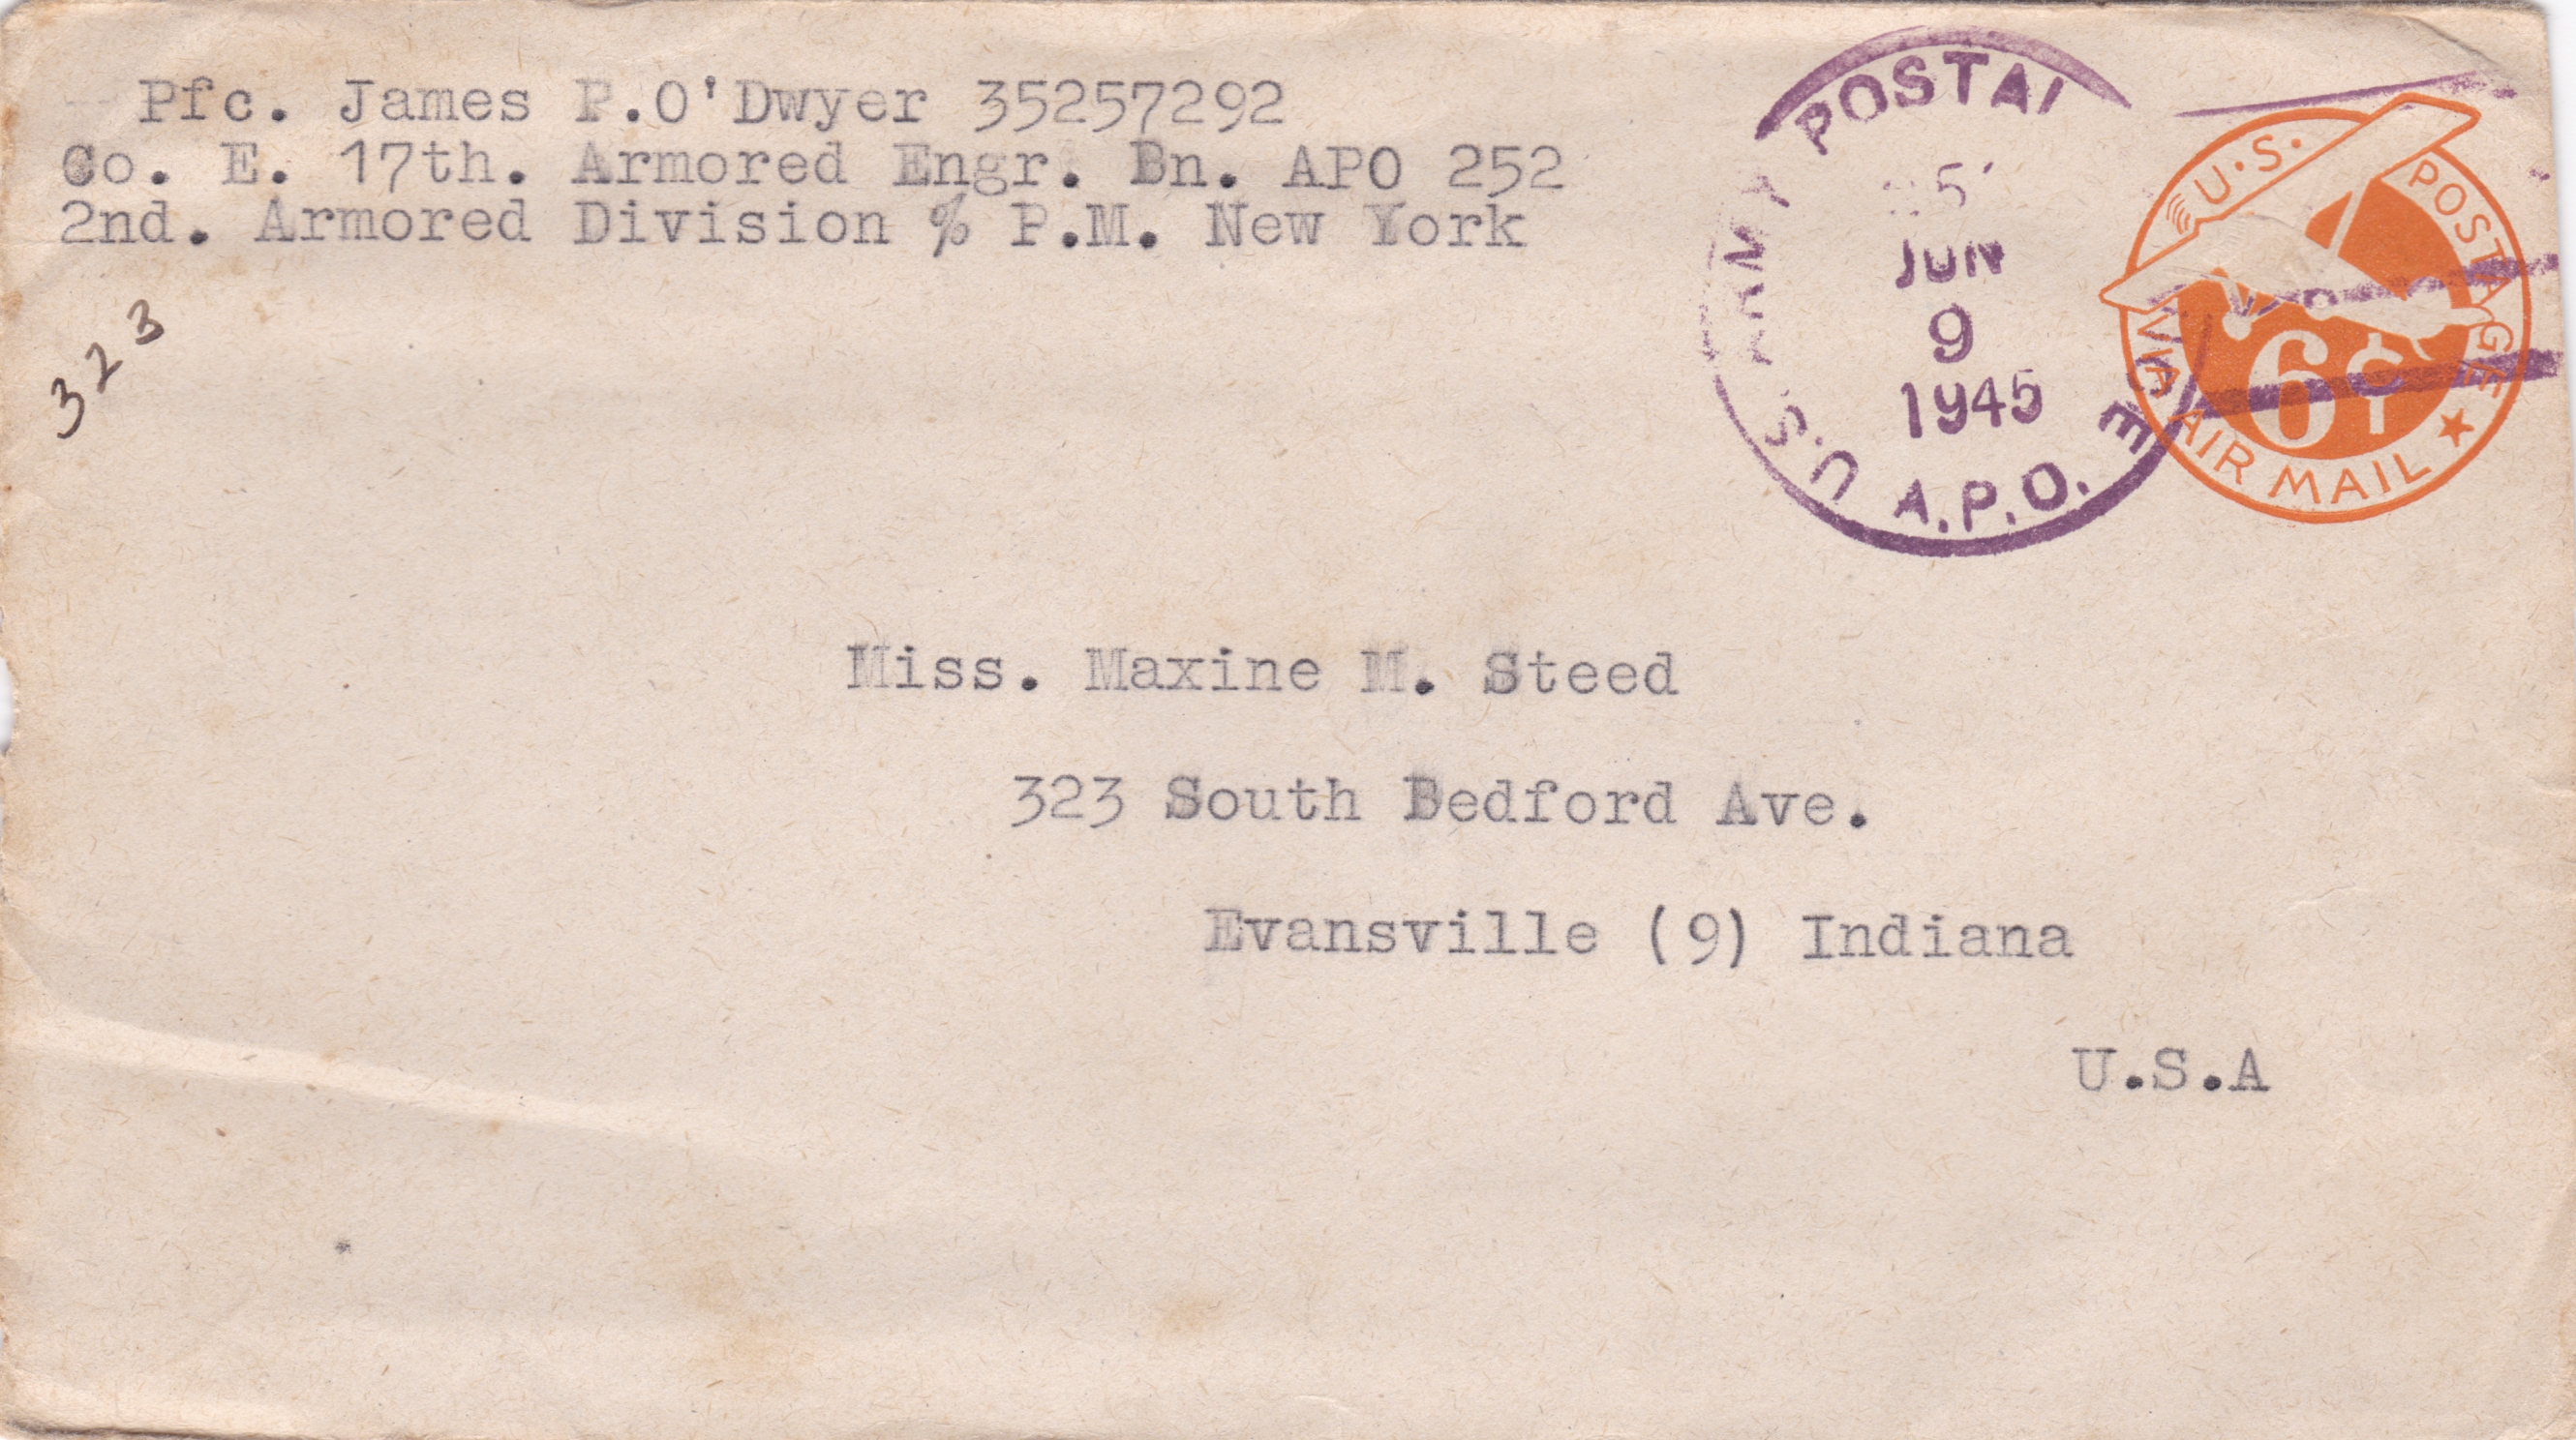 Pfc. James P.O'Dwyer 35257292
Co. E. 17th. Armored Engr. Bn. APO 252
2nd. Armored Division % P.M. New York
323
U.S. ARMY POSTAL
JUN
9
1945
A.P.O.
U.S. POSTAGE
6¢
VIA AIR MAIL
Miss. Maxine M. Steed
323 South Bedford Ave.
Evansville (9) Indiana
U.S.A